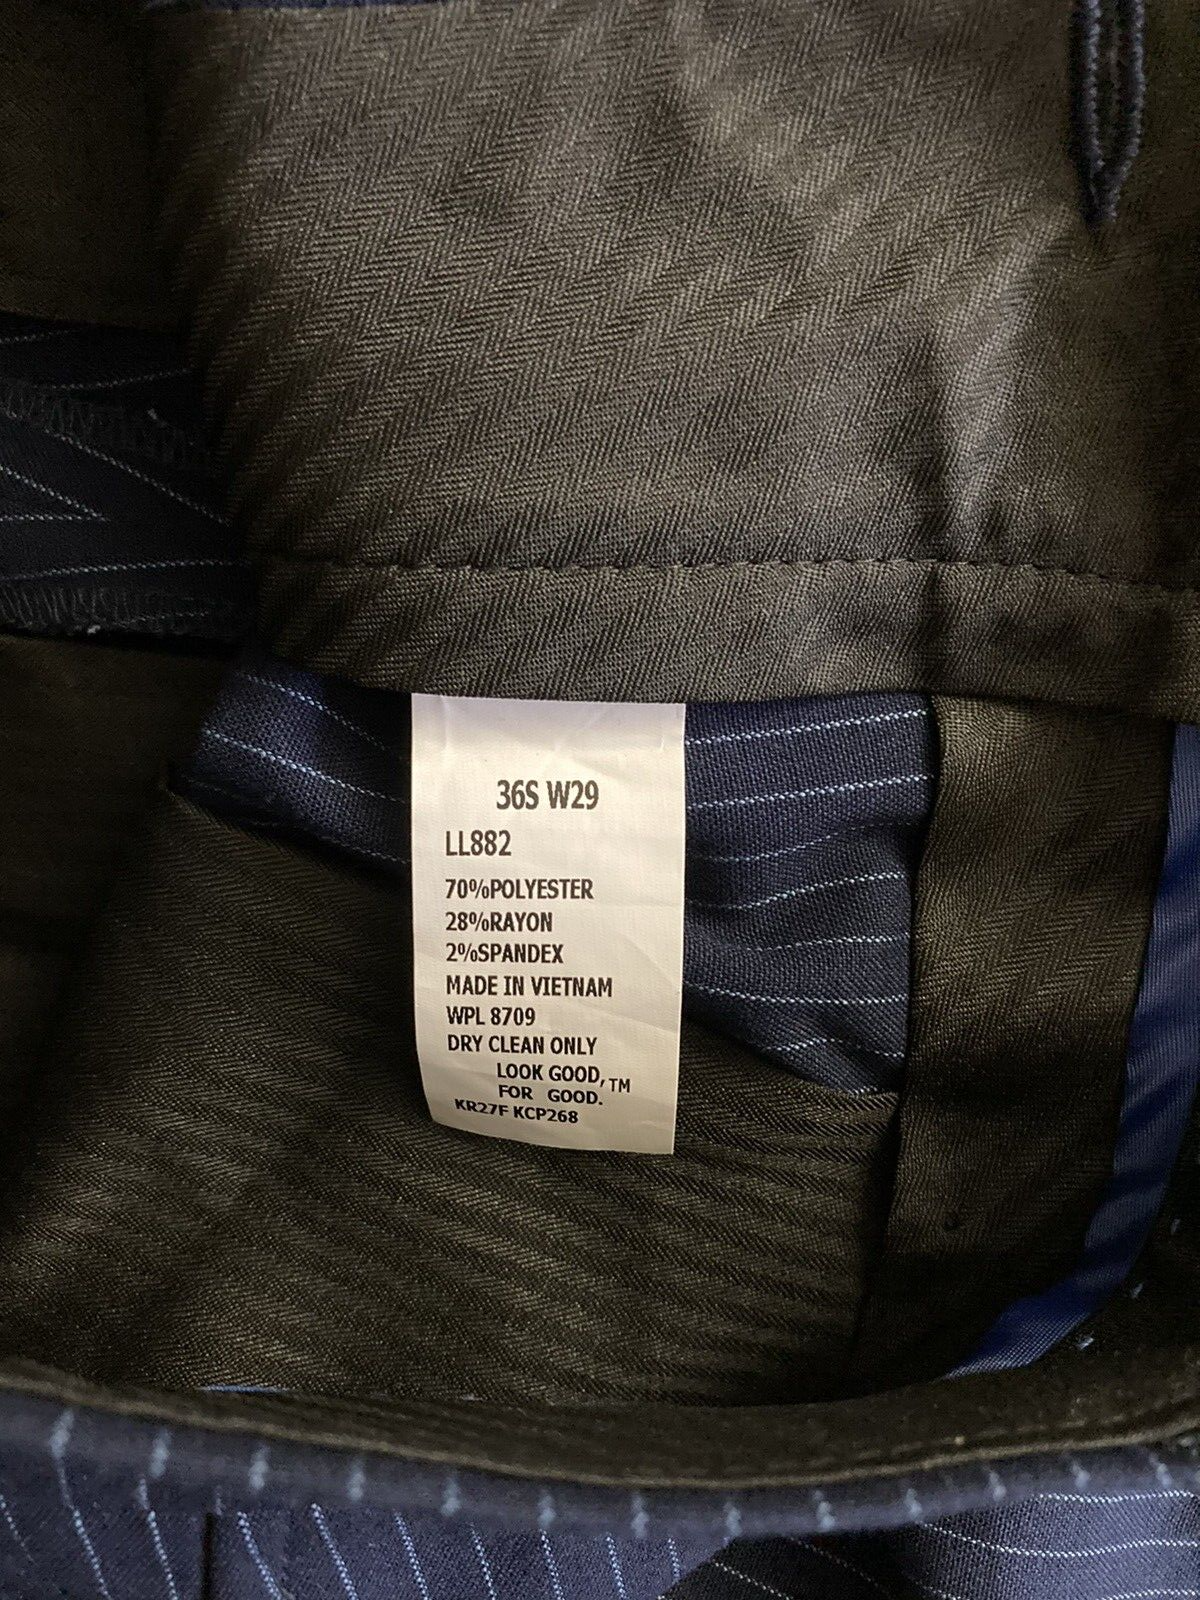 36S W29
LL882
70%POLYESTER
28%RAYON
2%SPANDEX
MADE IN VIETNAM
WPL 8709
DRY CLEAN ONLY
LOOK GOOD,TM
FOR GOOD.
KR27F KCP268